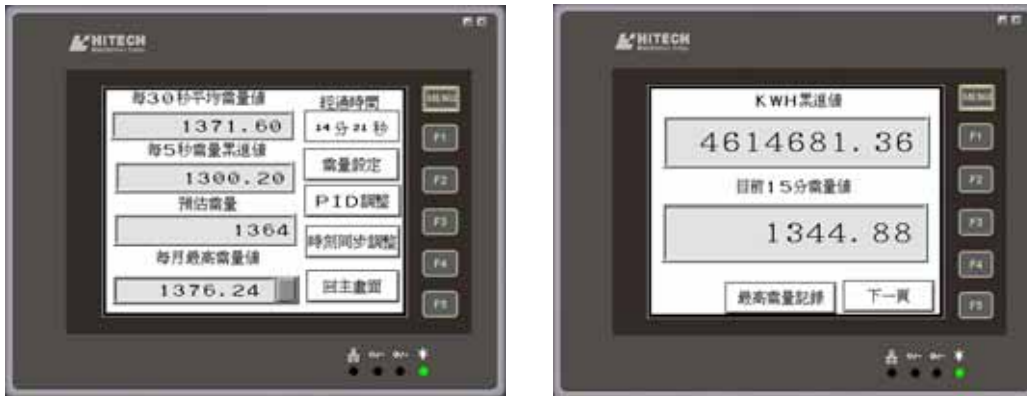 HITECH
每30秒平均需量值
1371.60
每5秒需量累進值
1300.20
預估需量
1364
每月最高需量值
1376.24
經過時間
14 分 21 秒
需量設定
PID調整
時刻同步調整
回主畫面
MENU
F1
F2
F3
F4
F5
HITECH
KWH累進值
4614681.36
目前15分需量值
1344.88
最高需量記錄
下一頁
MENU
F1
F2
F3
F4
F5